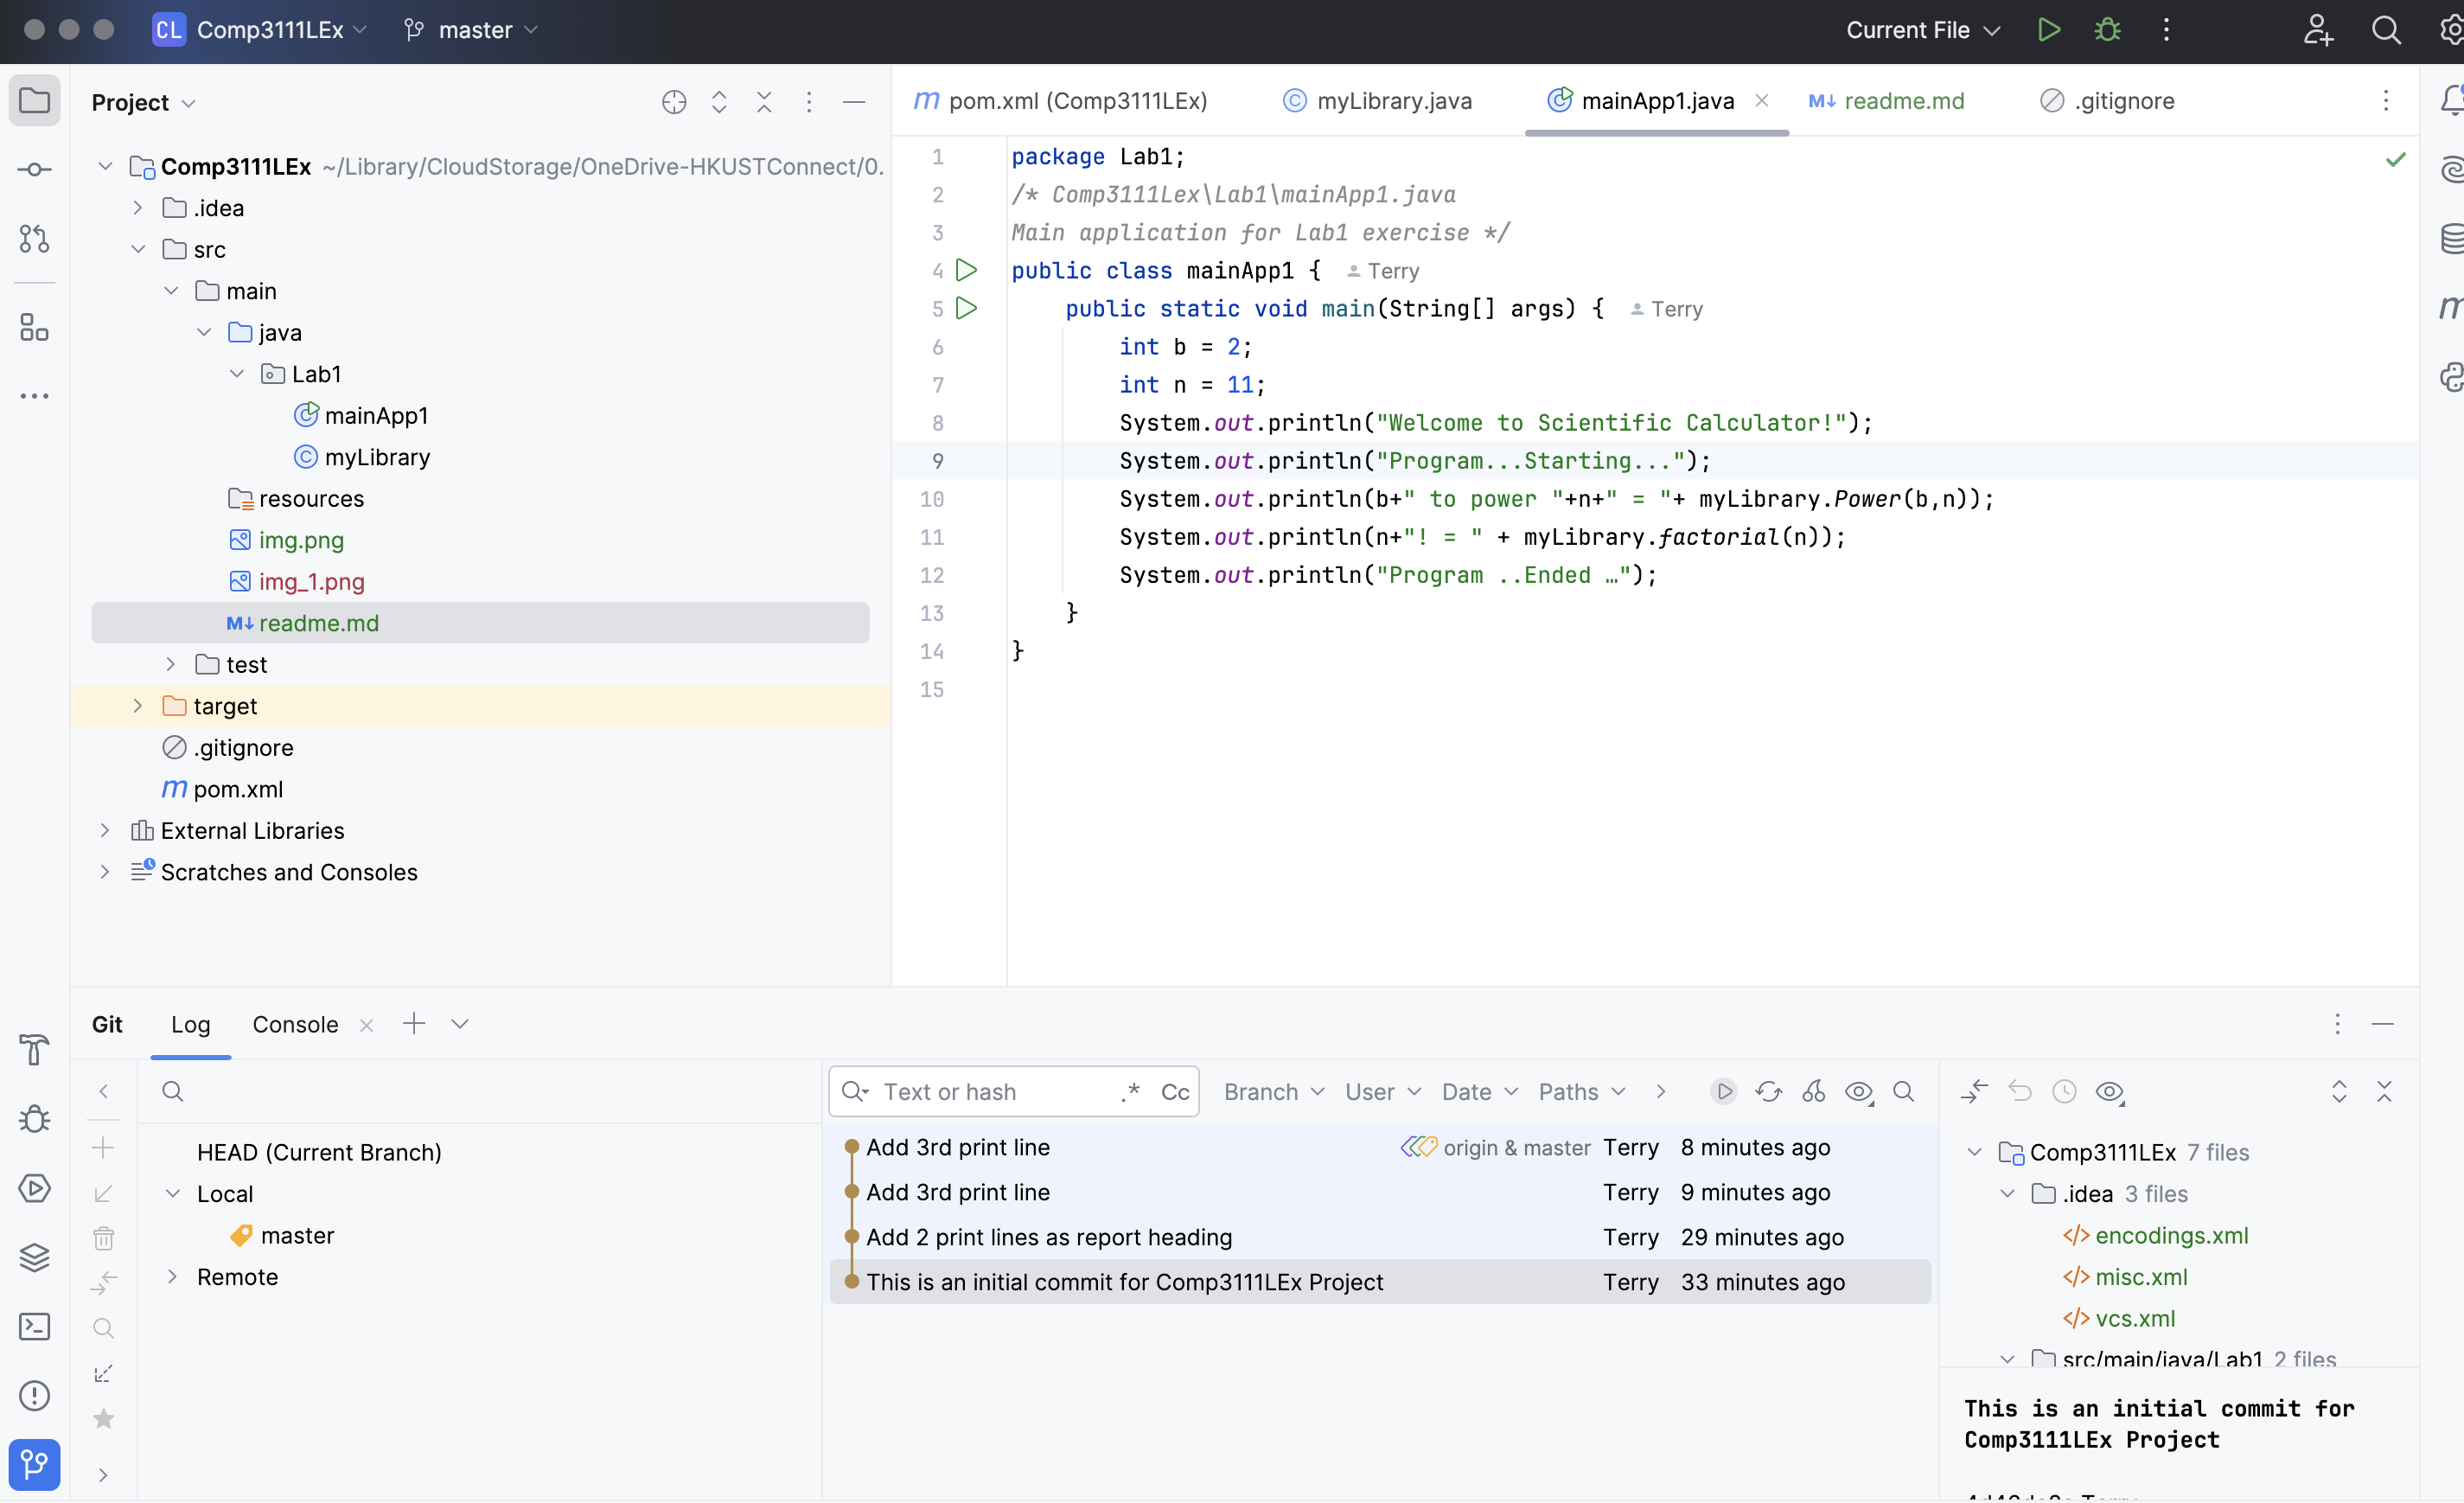 CL Comp3111LEx master Current File
Project
Comp3111LEx ~/Library/CloudStorage/OneDrive-HKUSTConnect/0.
.idea
src
main
java
Lab1
mainApp1
myLibrary
resources
img.png
img_1.png
M↓ readme.md
test
target
.gitignore
m pom.xml
External Libraries
Scratches and Consoles
m pom.xml (Comp3111LEx) myLibrary.java mainApp1.java M↓ readme.md .gitignore
1 package Lab1;
2 /* Comp3111Lex\Lab1\mainApp1.java
3 Main application for Lab1 exercise */
4 public class mainApp1 { Terry
5 public static void main(String[] args) { Terry
6 int b = 2;
7 int n = 11;
8 System.out.println("Welcome to Scientific Calculator!");
9 System.out.println("Program...Starting...");
10 System.out.println(b+" to power "+n+" = "+ myLibrary.Power(b,n));
11 System.out.println(n+"! = " + myLibrary.factorial(n));
12 System.out.println("Program ..Ended …");
13 }
14 }
15
Git Log Console
HEAD (Current Branch)
Local
master
Remote
Text or hash .* Cc Branch User Date Paths
Add 3rd print line origin & master Terry 8 minutes ago
Add 3rd print line Terry 9 minutes ago
Add 2 print lines as report heading Terry 29 minutes ago
This is an initial commit for Comp3111LEx Project Terry 33 minutes ago
Comp3111LEx 7 files
.idea 3 files
</> encodings.xml
</> misc.xml
</> vcs.xml
src/main/java/Lab1 2 files
This is an initial commit for
Comp3111LEx Project